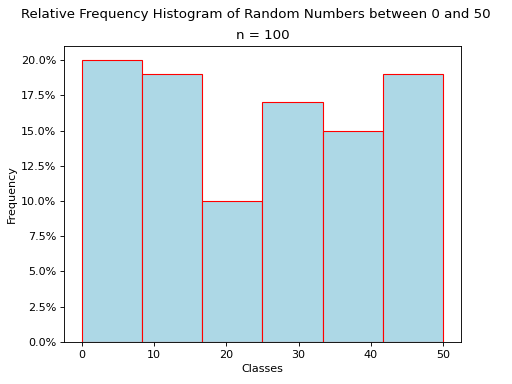 Relative Frequency Histogram of Random Numbers between 0 and 50
n = 100
20.0%
17.5%
15.0%
12.5%
10.0%
7.5%
5.0%
2.5%
0.0%
Frequency
0 10 20 30 40 50
Classes